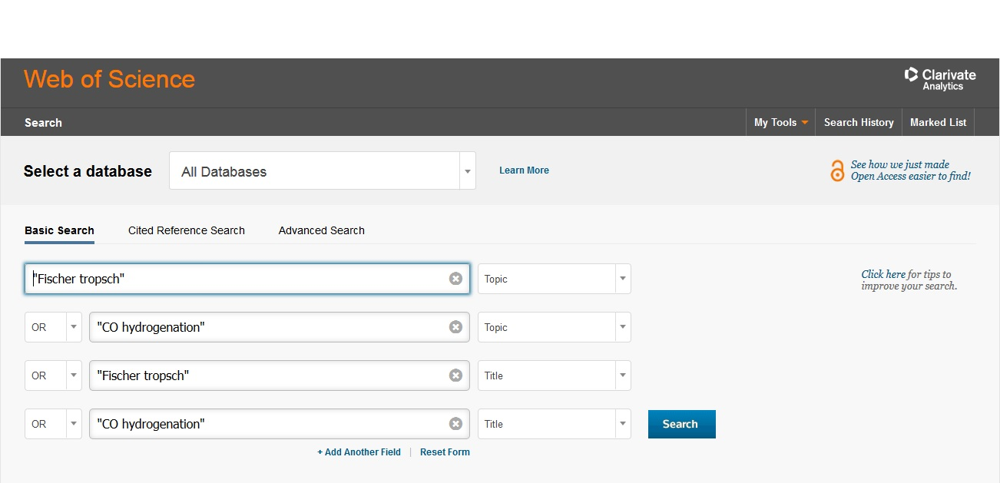 Web of Science
Clarivate
Analytics
Search
My Tools
Search History
Marked List
Select a database
All Databases
Learn More
See how we just made
Open Access easier to find!
Basic Search
Cited Reference Search
Advanced Search
"Fischer tropsch"
Topic
Click here for tips to
improve your search.
OR
"CO hydrogenation"
Topic
OR
"Fischer tropsch"
Title
OR
"CO hydrogenation"
Title
Search
+ Add Another Field
|
Reset Form